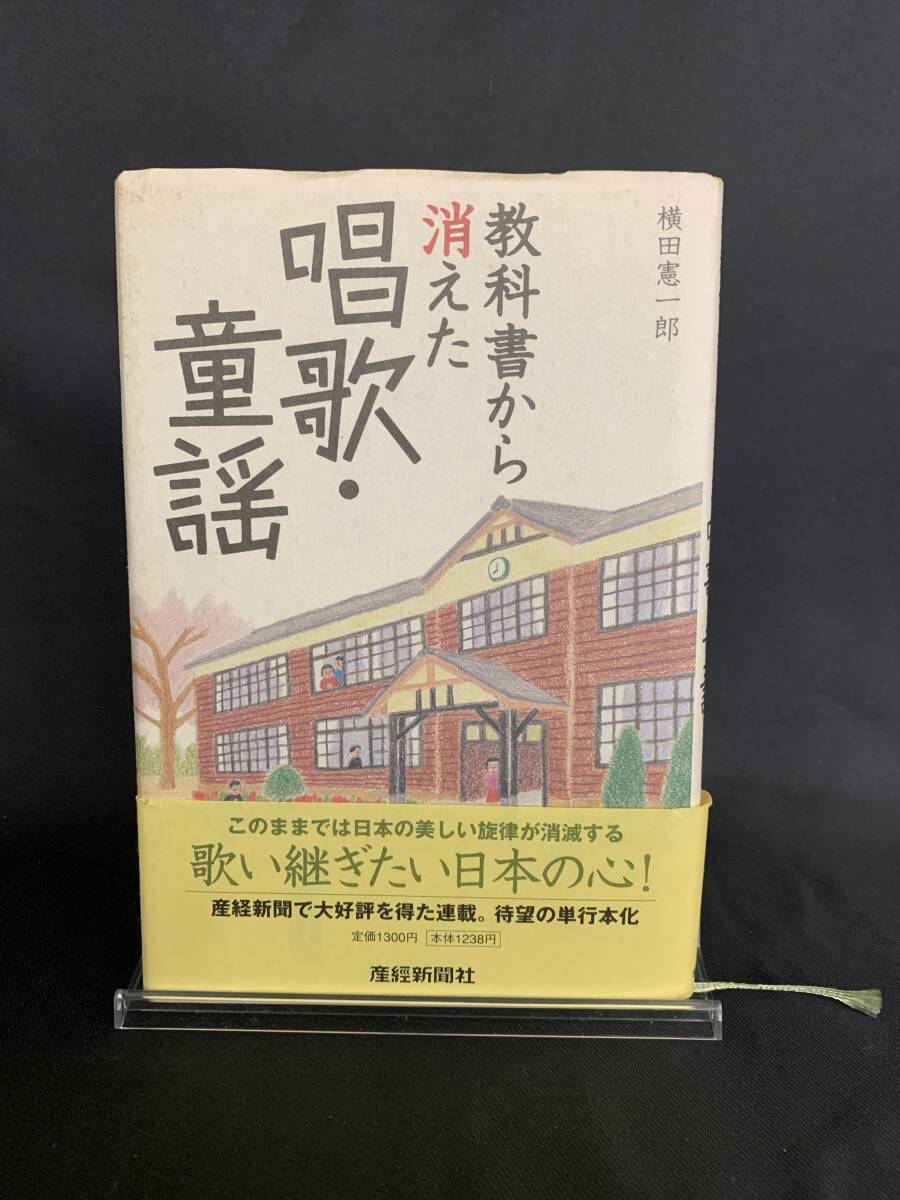 横田憲一郎
教科書から
消えた
唱歌・
童謡
このままでは日本の美しい旋律が消滅する
歌い継ぎたい日本の心!
産経新聞で大好評を得た連載。待望の単行本化
定価1300円 本体1238円
産経新聞社